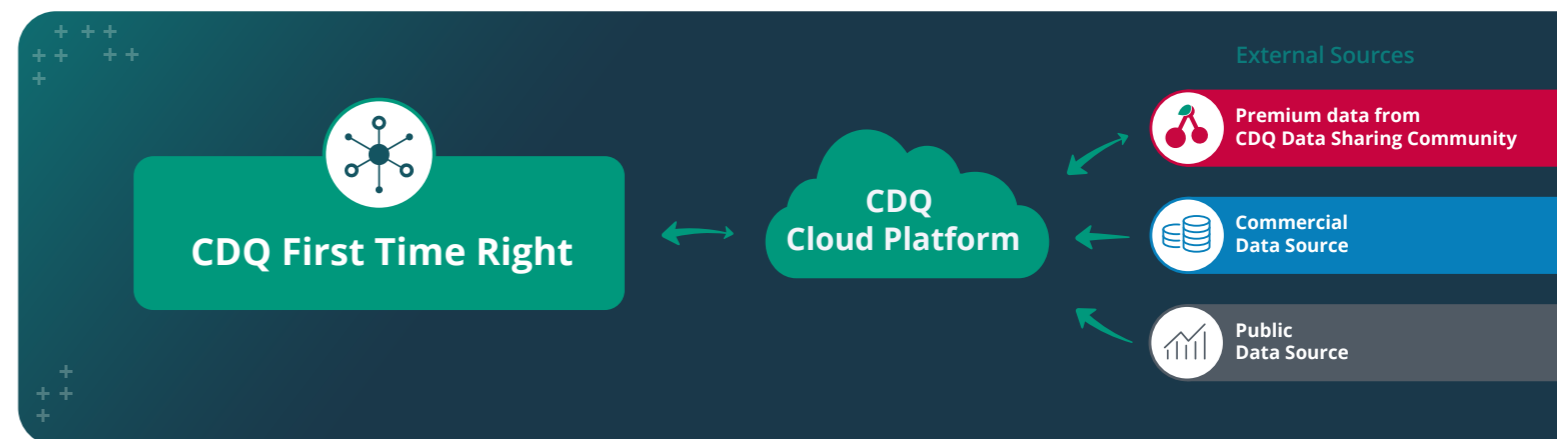 External Sources
Premium data from
CDQ Data Sharing Community
CDQ First Time Right
CDQ
Cloud Platform
Commercial
Data Source
Public
Data Source